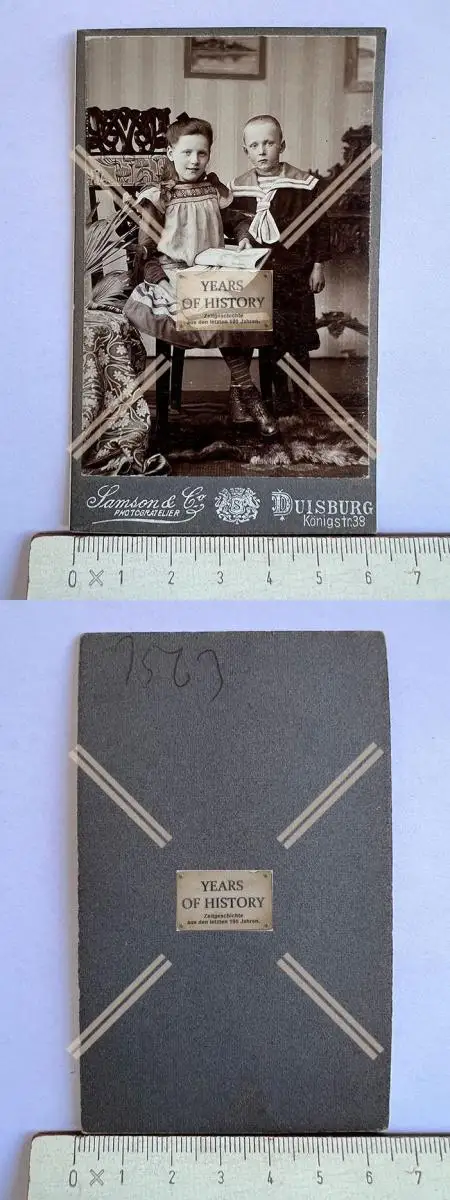 YEARS
OF HISTORY
Zeitgeschichte
aus den letzten 190 Jahren.
Samson & Co
PHOTOGR.ATELIER
S
DUISBURG
Königstr.38
0 1 2 3 4 5 6 7
YEARS
OF HISTORY
Zeitgeschichte
aus den letzten 190 Jahren.
0 1 2 3 4 5 6 7